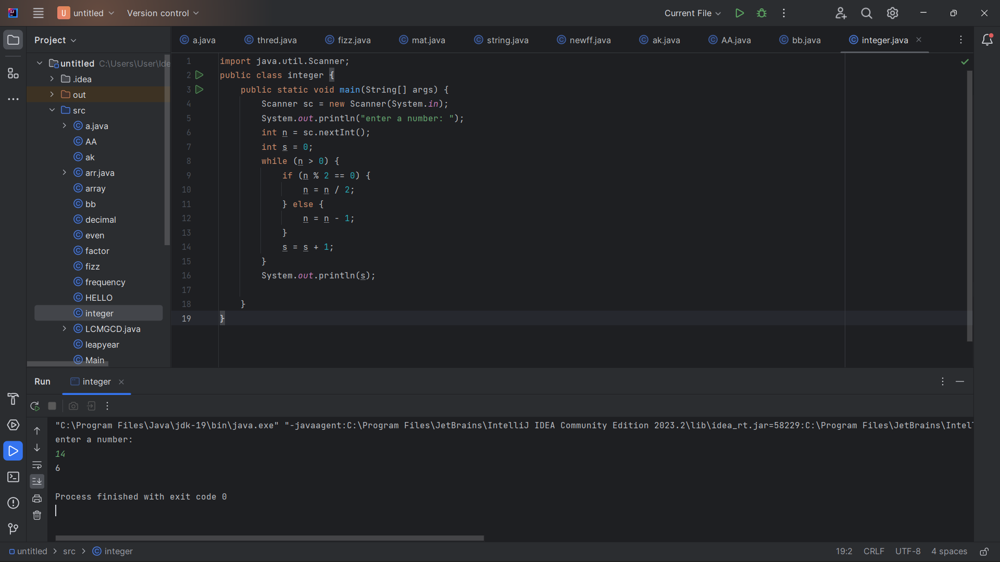 U untitled Version control Current File
Project
a.java thred.java fizz.java mat.java string.java newff.java ak.java AA.java bb.java integer.java
untitled C:\Users\User\Ide
.idea
out
src
a.java
AA
ak
arr.java
array
bb
decimal
even
factor
fizz
frequency
HELLO
integer
LCMGCD.java
leapyear
Main
1 import java.util.Scanner;
2 public class integer {
3     public static void main(String[] args) {
4         Scanner sc = new Scanner(System.in);
5         System.out.println("enter a number: ");
6         int n = sc.nextInt();
7         int s = 0;
8         while (n > 0) {
9             if (n % 2 == 0) {
10                 n = n / 2;
11             } else {
12                 n = n - 1;
13             }
14             s = s + 1;
15         }
16         System.out.println(s);
17
18     }
19 }
Run integer
"C:\Program Files\Java\jdk-19\bin\java.exe" "-javaagent:C:\Program Files\JetBrains\IntelliJ IDEA Community Edition 2023.2\lib\idea_rt.jar=58229:C:\Program Files\JetBrains\Intel
enter a number:
14
6
Process finished with exit code 0
untitled > src > integer 19:2 CRLF UTF-8 4 spaces